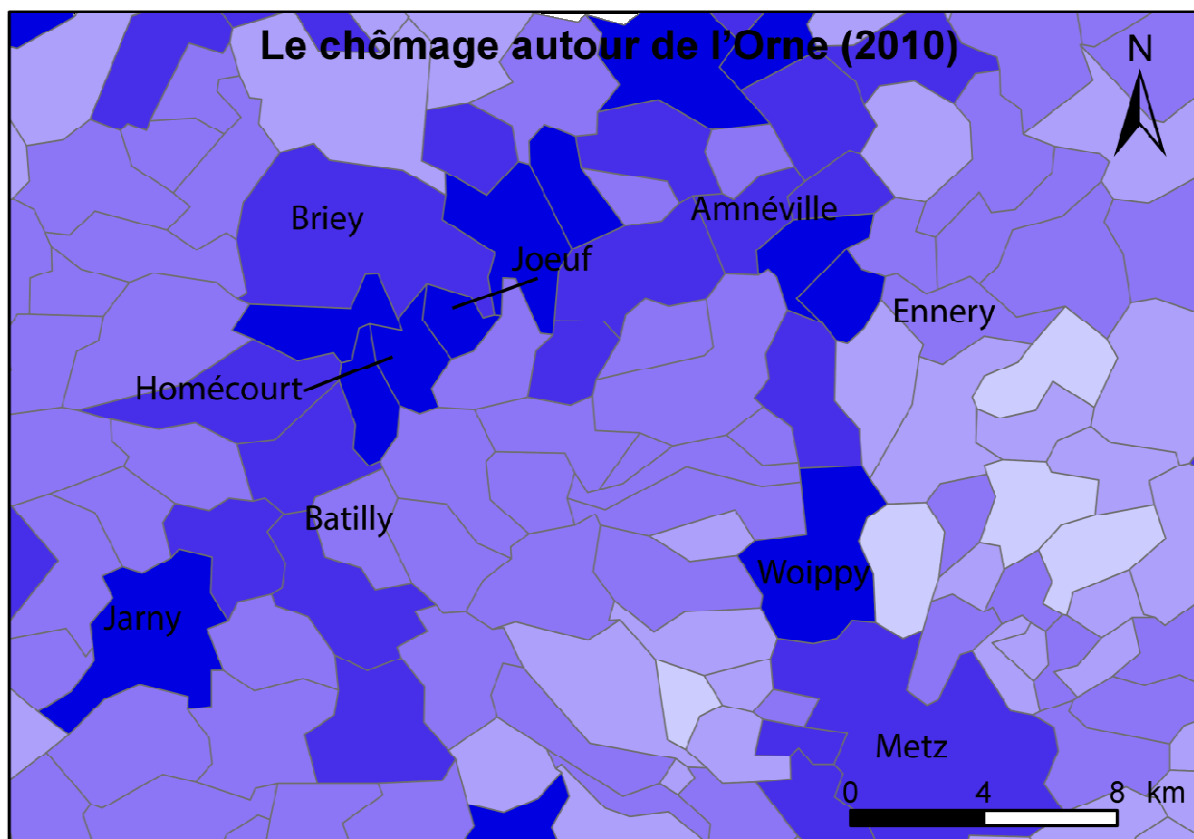 Le chômage autour de l'Orne (2010)
N
Briey
Amnéville
Joeuf
Ennery
Homécourt
Batilly
Woippy
Jarny
Metz
0 4 8 km